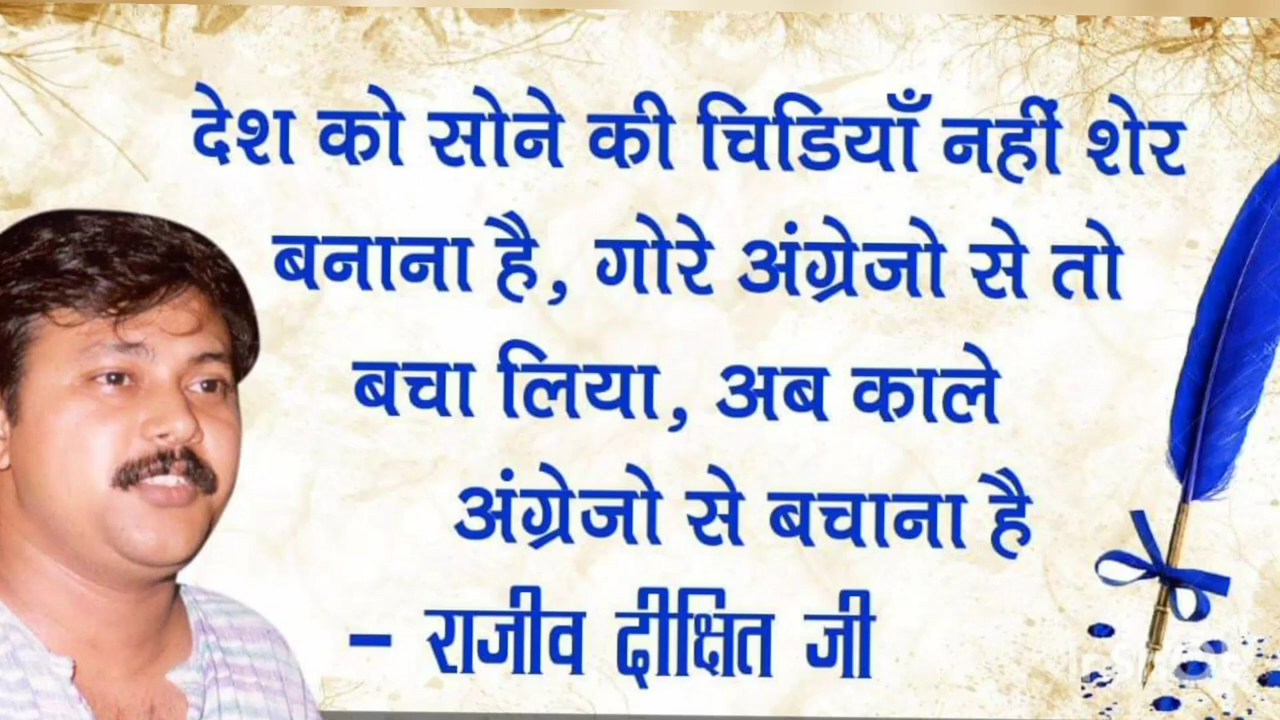 देश को सोने की चिडियाँ नहीं शेर
बनाना है, गोरे अंग्रेजो से तो
बचा लिया, अब काले
अंग्रेजो से बचाना है
– राजीव दीक्षित जी